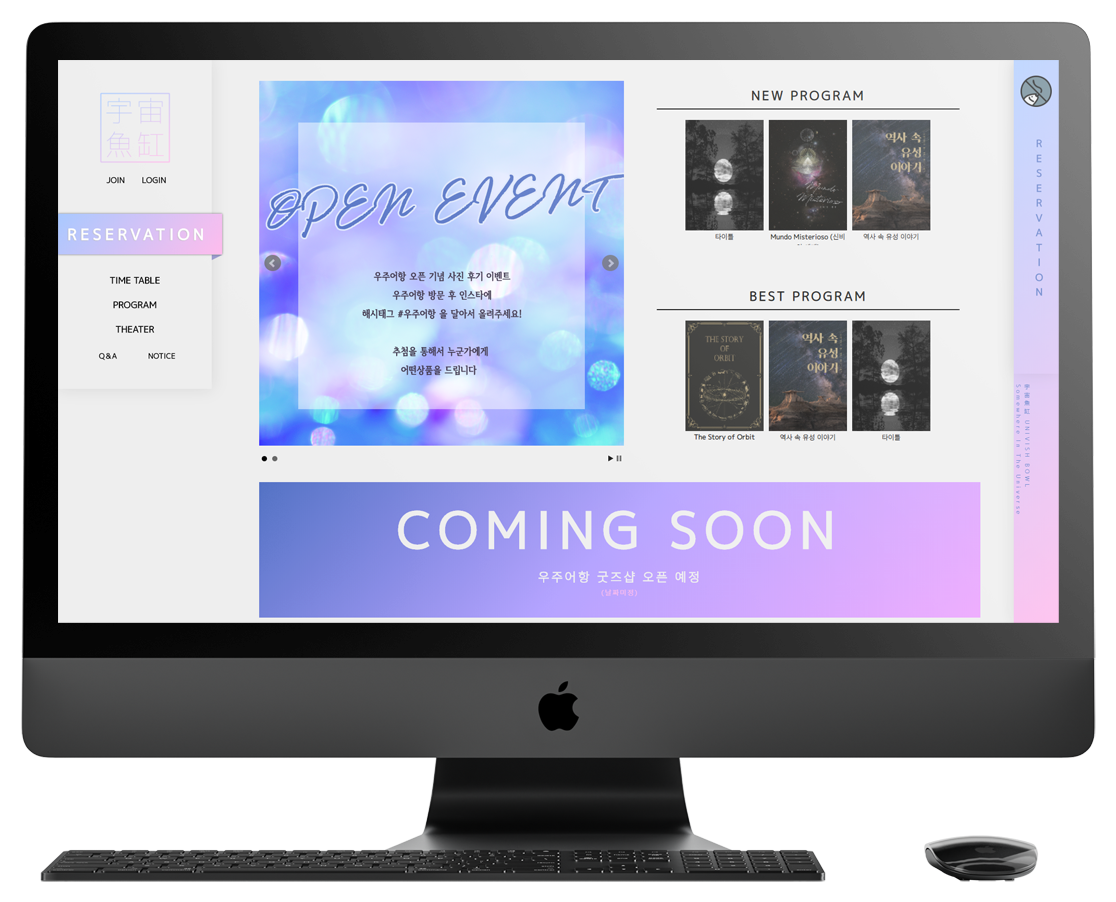 宇宙
魚缸
JOIN LOGIN
RESERVATION
TIME TABLE
PROGRAM
THEATER
Q&A NOTICE
OPEN EVENT
우주어항 오픈 기념 사진 후기 이벤트
우주어항 방문 후 인스타에
해시태그 #우주어항 을 달아서 올려주세요!
추첨을 통해서 누군가에게
어떤상품을 드립니다
NEW PROGRAM
Mundo
Misterioso
역사 속
유성
이야기
타이틀
Mundo Misterioso (신비
역사 속 유성 이야기
BEST PROGRAM
THE STORY
OF
ORBIT
역사 속
유성
이야기
The Story of Orbit
역사 속 유성 이야기
타이틀
COMING SOON
우주어항 굿즈샵 오픈 예정
(날짜미정)
RESERVATION
宇宙魚缸 UNIVISH BOWL
Somewhere in The Universe